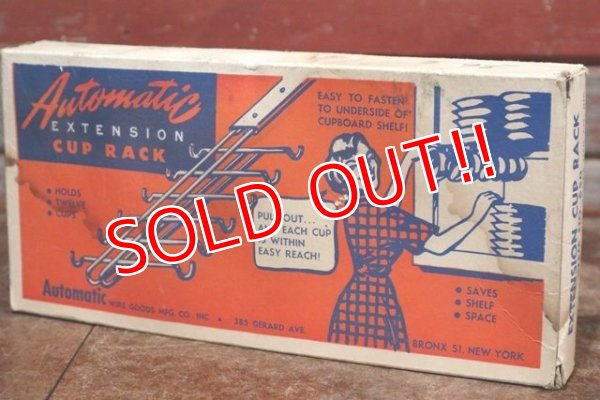 Automatic
EXTENSION
CUP RACK
• HOLDS
• TWELVE
• CUPS
EASY TO FASTEN
TO UNDERSIDE OF
CUPBOARD SHELF!
SOLD OUT!!
PULL OUT...
EACH CUP
IS WITHIN
EASY REACH!
• SAVES
• SHELF
• SPACE
Automatic WIRE GOODS MFG. CO., INC. • 385 GERARD AVE.
BRONX 51, NEW YORK
EXTENSION CUP RACK